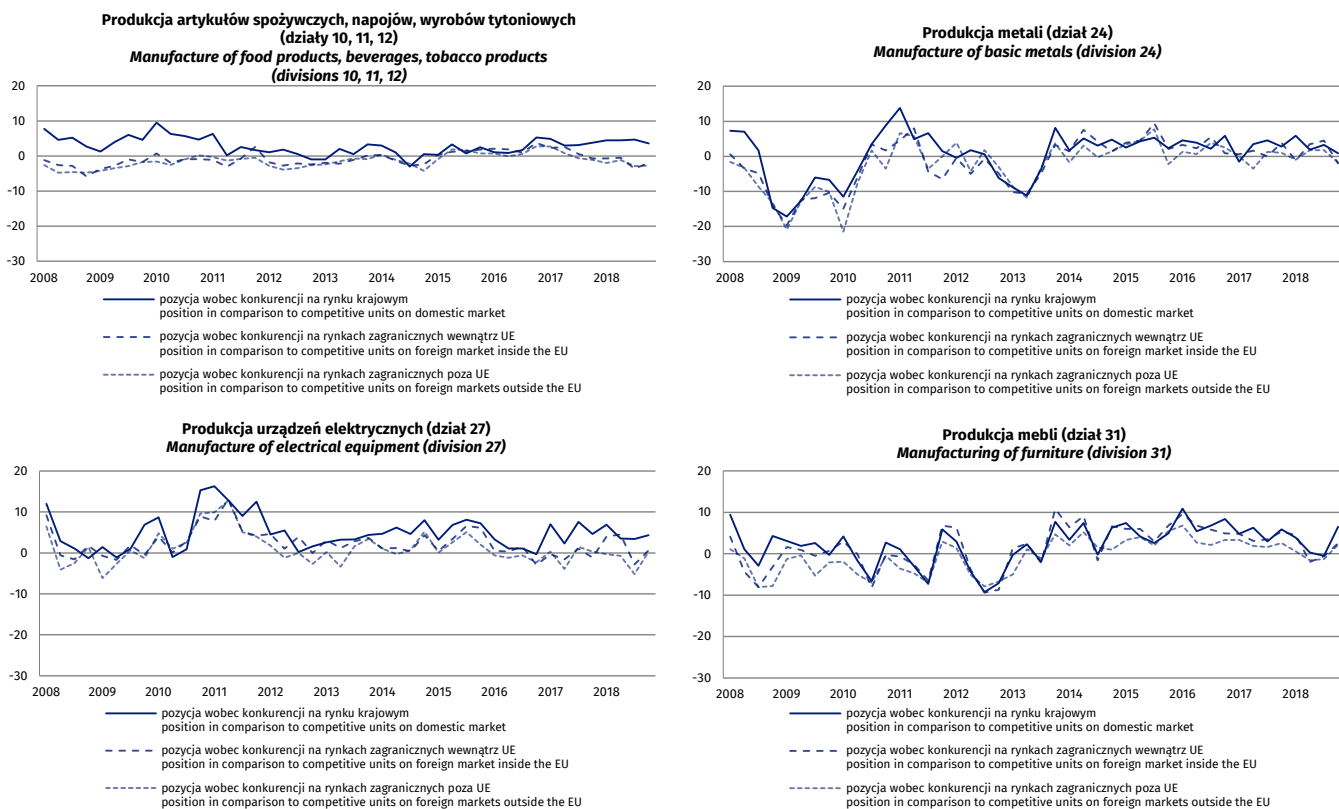 Produkcja artykułów spożywczych, napojów, wyrobów tytoniowych
(działy 10, 11, 12)
Manufacture of food products, beverages, tobacco products
(divisions 10, 11, 12)
20
10
0
-10
-20
-30
2008 2009 2010 2011 2012 2013 2014 2015 2016 2017 2018
pozycja wobec konkurencji na rynku krajowym
position in comparison to competitive units on domestic market
pozycja wobec konkurencji na rynkach zagranicznych wewnątrz UE
position in comparison to competitive units on foreign market inside the EU
pozycja wobec konkurencji na rynkach zagranicznych poza UE
position in comparison to competitive units on foreign markets outside the EU
Produkcja metali (dział 24)
Manufacture of basic metals (division 24)
20
10
0
-10
-20
-30
2008 2009 2010 2011 2012 2013 2014 2015 2016 2017 2018
pozycja wobec konkurencji na rynku krajowym
position in comparison to competitive units on domestic market
pozycja wobec konkurencji na rynkach zagranicznych wewnątrz UE
position in comparison to competitive units on foreign market inside the EU
pozycja wobec konkurencji na rynkach zagranicznych poza UE
position in comparison to competitive units on foreign markets outside the EU
Produkcja urządzeń elektrycznych (dział 27)
Manufacture of electrical equipment (division 27)
20
10
0
-10
-20
-30
2008 2009 2010 2011 2012 2013 2014 2015 2016 2017 2018
pozycja wobec konkurencji na rynku krajowym
position in comparison to competitive units on domestic market
pozycja wobec konkurencji na rynkach zagranicznych wewnątrz UE
position in comparison to competitive units on foreign market inside the EU
pozycja wobec konkurencji na rynkach zagranicznych poza UE
position in comparison to competitive units on foreign markets outside the EU
Produkcja mebli (dział 31)
Manufacturing of furniture (division 31)
20
10
0
-10
-20
-30
2008 2009 2010 2011 2012 2013 2014 2015 2016 2017 2018
pozycja wobec konkurencji na rynku krajowym
position in comparison to competitive units on domestic market
pozycja wobec konkurencji na rynkach zagranicznych wewnątrz UE
position in comparison to competitive units on foreign market inside the EU
pozycja wobec konkurencji na rynkach zagranicznych poza UE
position in comparison to competitive units on foreign markets outside the EU